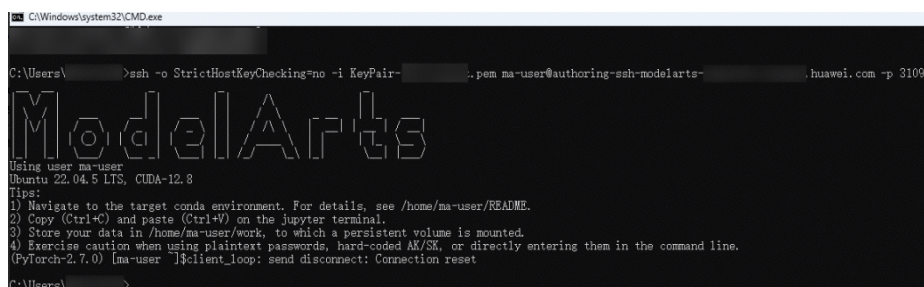 C:\Windows\system32\CMD.exe
C:\Users\ >ssh -o StrictHostKeyChecking=no -i KeyPair- .pem ma-user@authoring-ssh-modelarts- .huawei.com -p 3109
ModelArts
Using user ma-user
Ubuntu 22.04.5 LTS, CUDA-12.8
Tips:
1) Navigate to the target conda environment. For details, see /home/ma-user/README.
2) Copy (Ctrl+C) and paste (Ctrl+V) on the jupyter terminal.
3) Store your data in /home/ma-user/work, to which a persistent volume is mounted.
4) Exercise caution when using plaintext passwords, hard-coded AK/SK, or directly entering them in the command line.
(PyTorch-2.7.0) [ma-user ~]$client_loop: send disconnect: Connection reset
C:\Users\ >